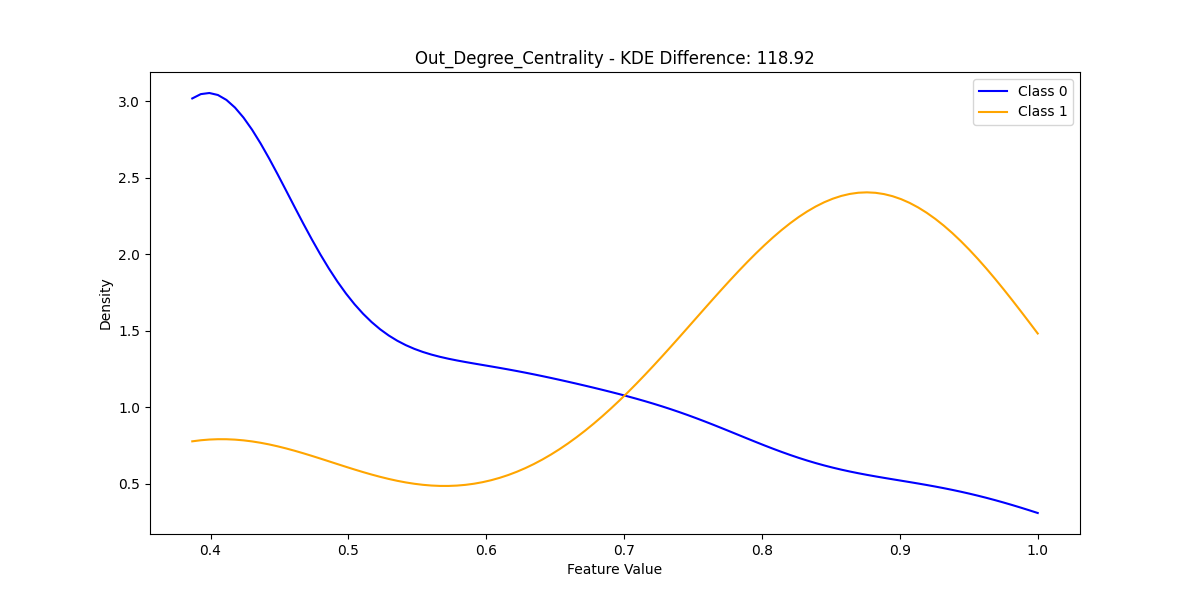 Out_Degree_Centrality - KDE Difference: 118.92
Class 0
Class 1
Density
3.0
2.5
2.0
1.5
1.0
0.5
0.4 0.5 0.6 0.7 0.8 0.9 1.0
Feature Value